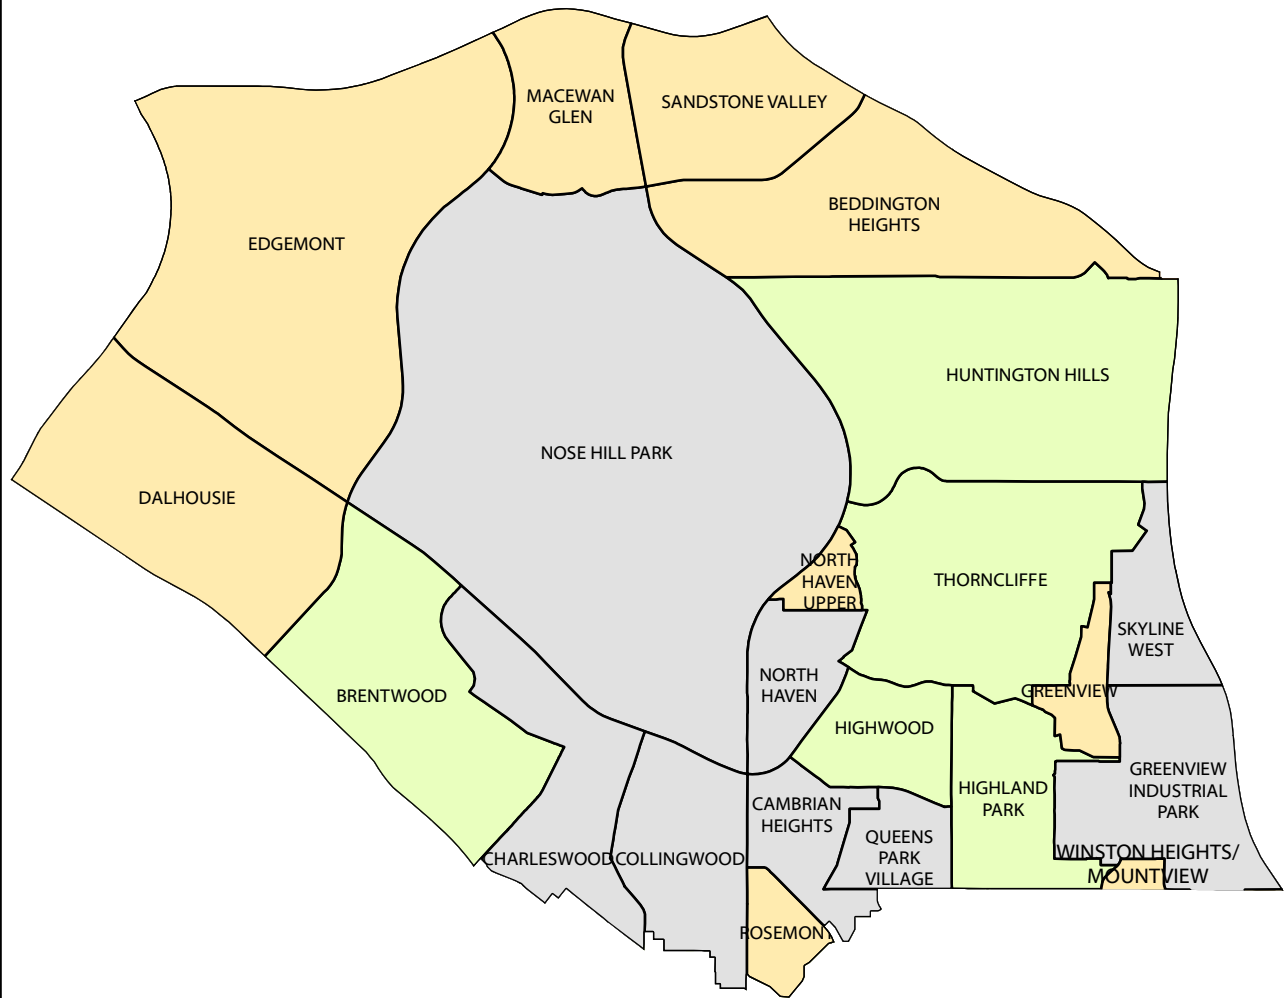 MACEWAN
GLEN
SANDSTONE VALLEY
BEDDINGTON
HEIGHTS
EDGEMONT
HUNTINGTON HILLS
NOSE HILL PARK
DALHOUSIE
NORTH
HAVEN
UPPER
THORNCLIFFE
SKYLINE
WEST
BRENTWOOD
NORTH
HAVEN
GREENVIEW
HIGHWOOD
GREENVIEW
INDUSTRIAL
PARK
HIGHLAND
PARK
CAMBRIAN
HEIGHTS
QUEENS
PARK
VILLAGE
CHARLESWOOD
COLLINGWOOD
WINSTON HEIGHTS/
MOUNTVIEW
ROSEMONT